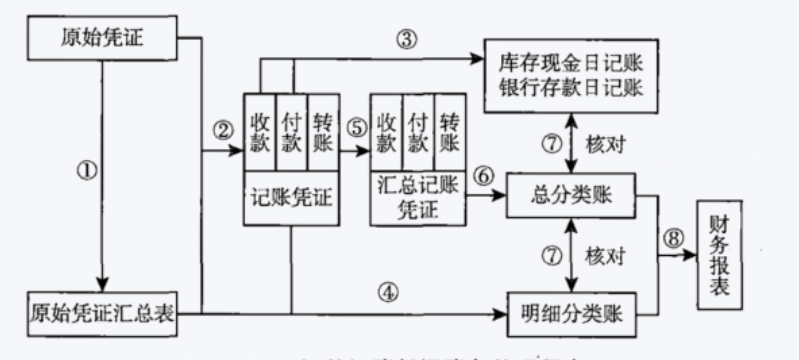 原始凭证
③
库存现金日记账
银行存款日记账
收款
付款
转账
②
⑤
收款
付款
转账
①
⑦
核对
记账凭证
汇总记账
凭证
⑥
总分类账
⑦
核对
⑧
财务报表
④
原始凭证汇总表
明细分类账